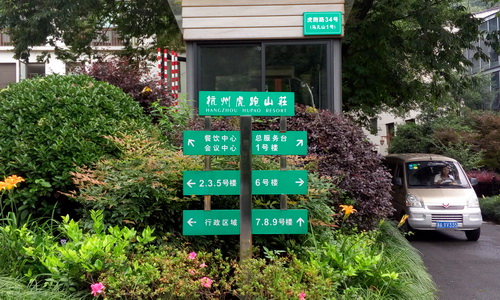 虎跑路34号
杭州虎跑山莊
HANGZHOU HUPAO RESORT
餐饮中心
会议中心
总服务台
1号楼
2.3.5号楼
6号楼
行政区域
7.8.9号楼